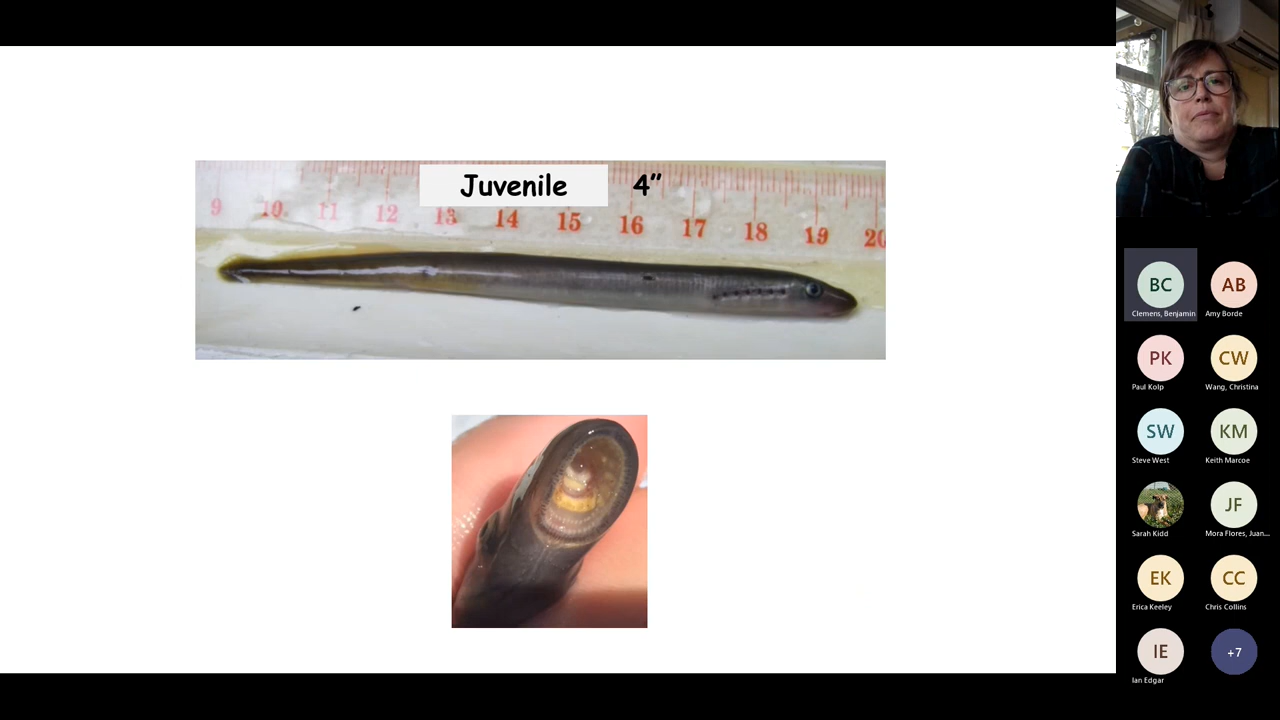 Juvenile 4”
9 10 11 12 13 14 15 16 17 18 19 20
BC AB
Clemens, Benjamin Amy Borde
PK CW
Paul Kolp Wang, Christina
SW KM
Steve West Keith Marcoe
JF
Sarah Kidd Mora Flores, Juan...
EK CC
Erica Keeley Chris Collins
IE +7
Ian Edgar